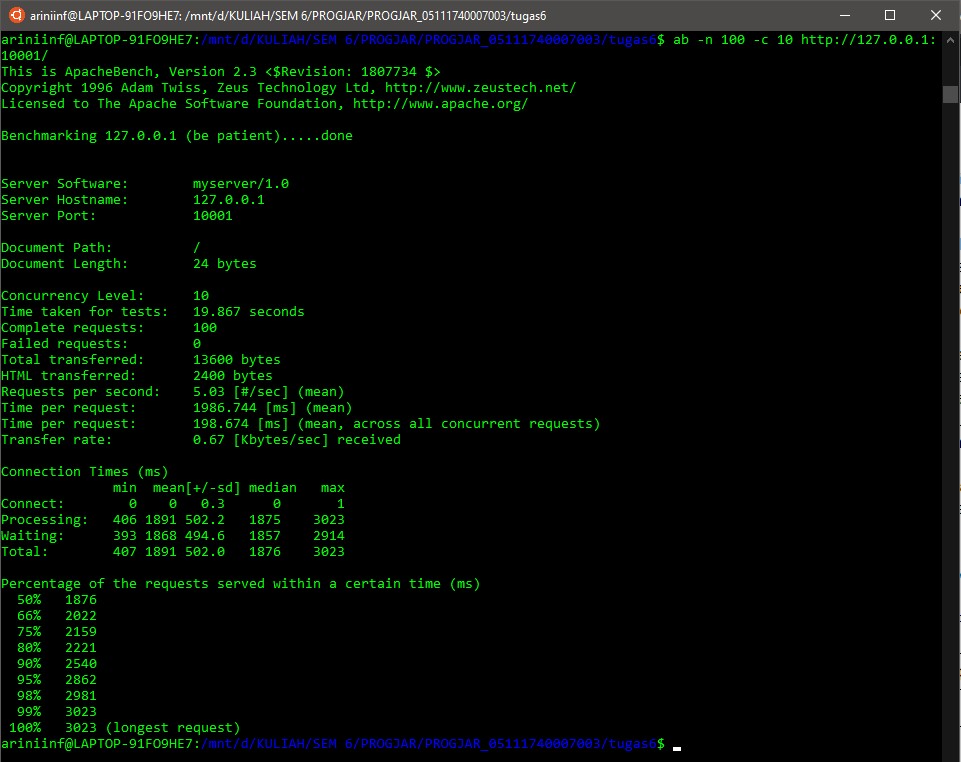 ariniinf@LAPTOP-91FO9HE7: /mnt/d/KULIAH/SEM 6/PROGJAR/PROGJAR_05111740007003/tugas6
ariniinf@LAPTOP-91FO9HE7:/mnt/d/KULIAH/SEM 6/PROGJAR/PROGJAR_05111740007003/tugas6$ ab -n 100 -c 10 http://127.0.0.1:
10001/
This is ApacheBench, Version 2.3 <$Revision: 1807734 $>
Copyright 1996 Adam Twiss, Zeus Technology Ltd, http://www.zeustech.net/
Licensed to The Apache Software Foundation, http://www.apache.org/

Benchmarking 127.0.0.1 (be patient).....done


Server Software:        myserver/1.0
Server Hostname:        127.0.0.1
Server Port:            10001

Document Path:          /
Document Length:        24 bytes

Concurrency Level:      10
Time taken for tests:   19.867 seconds
Complete requests:      100
Failed requests:        0
Total transferred:      13600 bytes
HTML transferred:       2400 bytes
Requests per second:    5.03 [#/sec] (mean)
Time per request:       1986.744 [ms] (mean)
Time per request:       198.674 [ms] (mean, across all concurrent requests)
Transfer rate:          0.67 [Kbytes/sec] received

Connection Times (ms)
              min  mean[+/-sd] median   max
Connect:        0    0   0.3      0       1
Processing:   406 1891 502.2   1875    3023
Waiting:      393 1868 494.6   1857    2914
Total:        407 1891 502.0   1876    3023

Percentage of the requests served within a certain time (ms)
  50%   1876
  66%   2022
  75%   2159
  80%   2221
  90%   2540
  95%   2862
  98%   2981
  99%   3023
 100%   3023 (longest request)
ariniinf@LAPTOP-91FO9HE7:/mnt/d/KULIAH/SEM 6/PROGJAR/PROGJAR_05111740007003/tugas6$